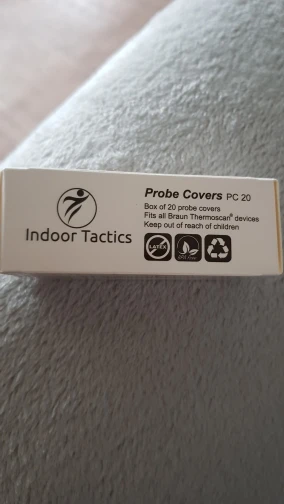 Indoor Tactics
Probe Covers PC 20
Box of 20 probe covers
Fits all Braun Thermoscan® devices
Keep out of reach of children
LATEX